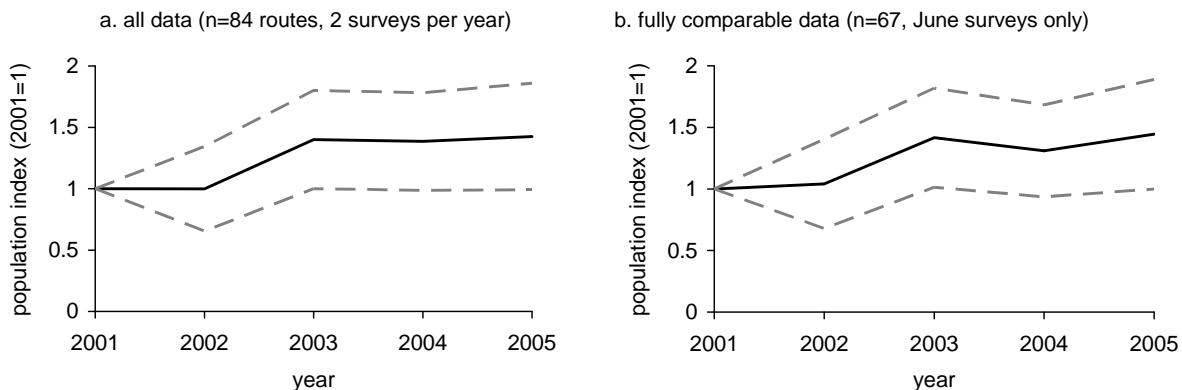 a. all data (n=84 routes, 2 surveys per year)
population index (2001=1)
2
1.5
1
0.5
0
2001 2002 2003 2004 2005
year
b. fully comparable data (n=67, June surveys only)
population index (2001=1)
2
1.5
1
0.5
0
2001 2002 2003 2004 2005
year